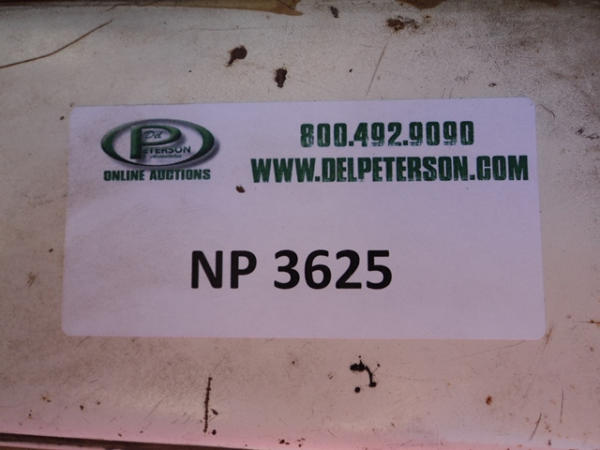 Del
PETERSON
ONLINE AUCTIONS
800.492.9090
WWW.DELPETERSON.COM
NP 3625